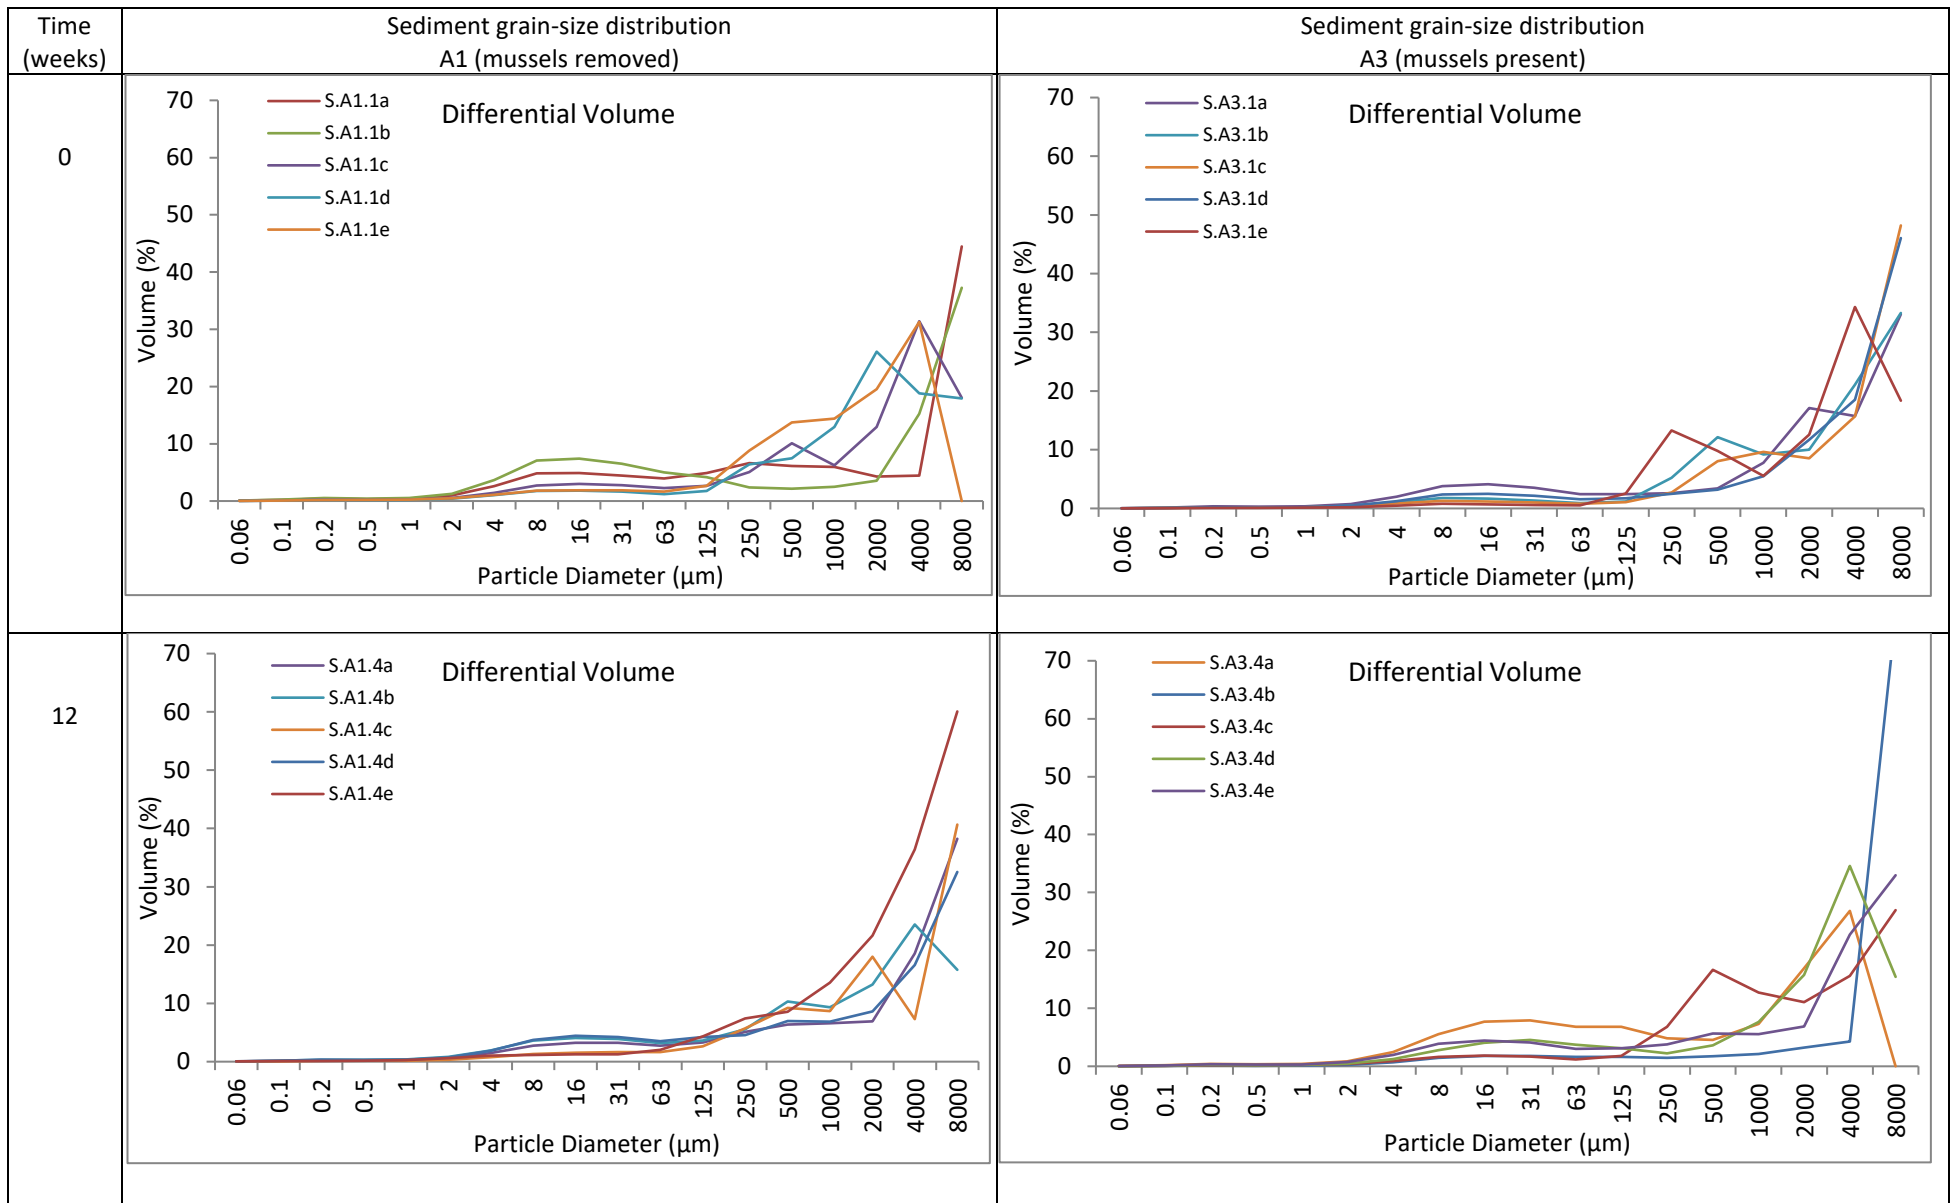 Time
(weeks)
Sediment grain-size distribution
A1 (mussels removed)
Sediment grain-size distribution
A3 (mussels present)
0
Differential Volume
S.A1.1a
S.A1.1b
S.A1.1c
S.A1.1d
S.A1.1e
Volume (%)
70
60
50
40
30
20
10
0
0.06 0.1 0.2 0.5 1 2 4 8 16 31 63 125 250 500 1000 2000 4000 8000
Particle Diameter (µm)
Differential Volume
S.A3.1a
S.A3.1b
S.A3.1c
S.A3.1d
S.A3.1e
Volume (%)
70
60
50
40
30
20
10
0
0.06 0.1 0.2 0.5 1 2 4 8 16 31 63 125 250 500 1000 2000 4000 8000
Particle Diameter (µm)
12
Differential Volume
S.A1.4a
S.A1.4b
S.A1.4c
S.A1.4d
S.A1.4e
Volume (%)
70
60
50
40
30
20
10
0
0.06 0.1 0.2 0.5 1 2 4 8 16 31 63 125 250 500 1000 2000 4000 8000
Particle Diameter (µm)
Differential Volume
S.A3.4a
S.A3.4b
S.A3.4c
S.A3.4d
S.A3.4e
Volume (%)
70
60
50
40
30
20
10
0
0.06 0.1 0.2 0.5 1 2 4 8 16 31 63 125 250 500 1000 2000 4000 8000
Particle Diameter (µm)